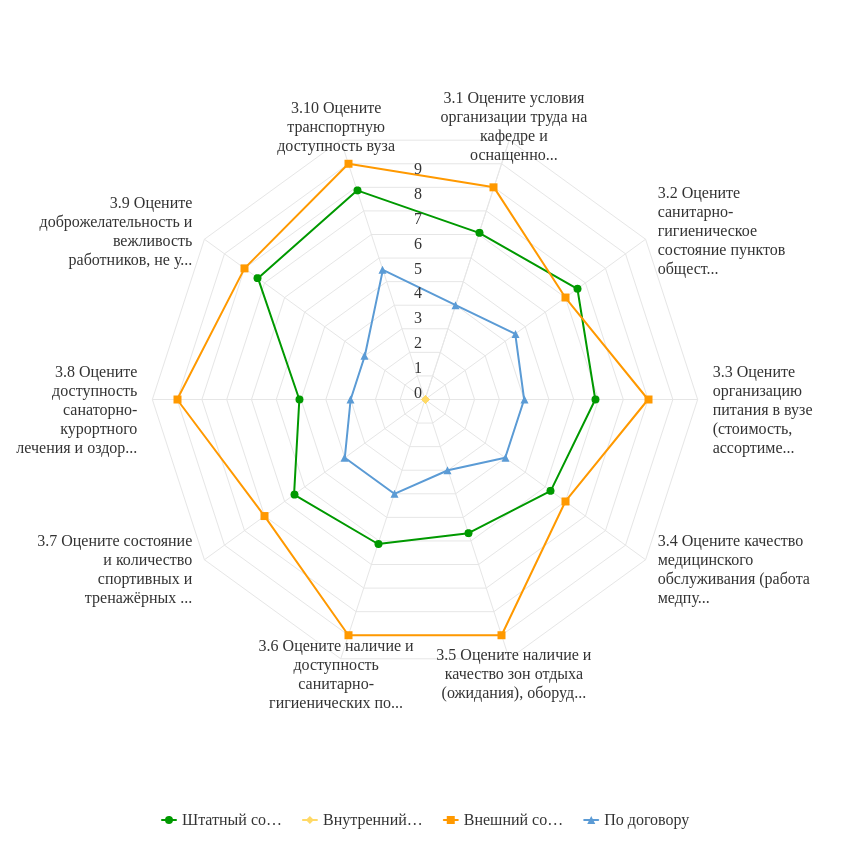 3.10 Оцените
транспортную
доступность вуза
3.1 Оцените условия
организации труда на
кафедре и
оснащенно...
3.2 Оцените
санитарно-
гигиеническое
состояние пунктов
общест...
3.3 Оцените
организацию
питания в вузе
(стоимость,
ассортиме...
3.4 Оцените качество
медицинского
обслуживания (работа
медпу...
3.5 Оцените наличие и
качество зон отдыха
(ожидания), оборуд...
3.6 Оцените наличие и
доступность
санитарно-
гигиенических по...
3.7 Оцените состояние
и количество
спортивных и
тренажёрных ...
3.8 Оцените
доступность
санаторно-
курортного
лечения и оздор...
3.9 Оцените
доброжелательность и
вежливость
работников, не у...
9
8
7
6
5
4
3
2
1
0
Штатный со… Внутренний… Внешний со… По договору